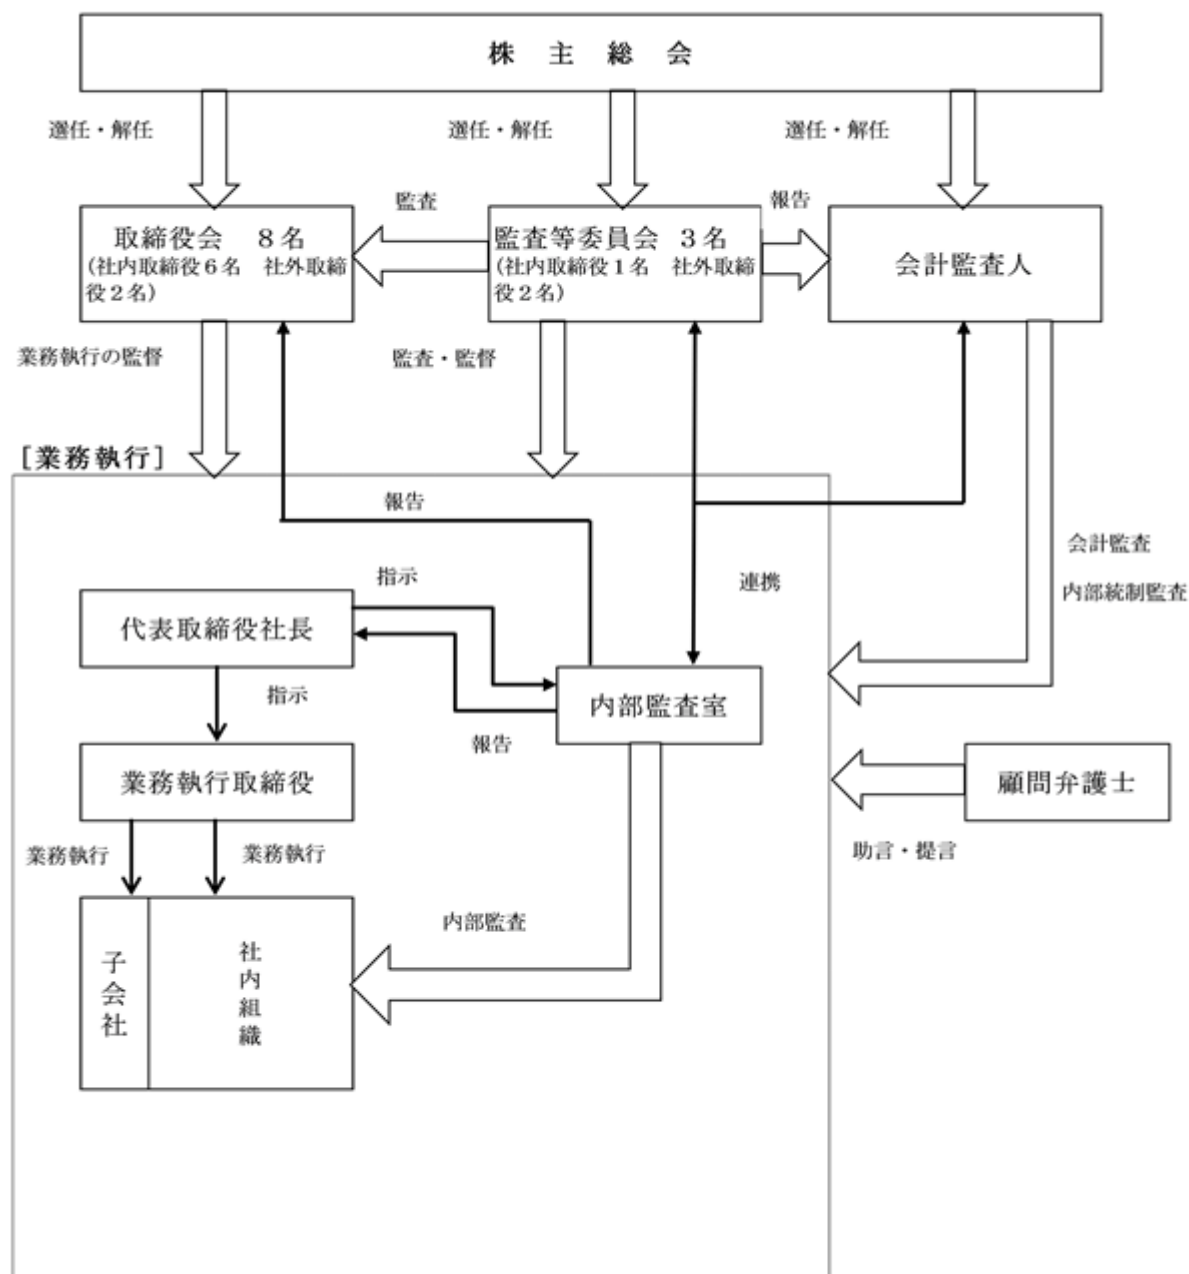 株　主　総　会
選任・解任
選任・解任
選任・解任
監査
報告
取締役会　８名
(社内取締役６名　社外取締
役２名)
監査等委員会　３名
(社内取締役１名　社外取締
役２名)
会計監査人
業務執行の監督
監査・監督
[業務執行]
報告
会計監査
内部統制監査
指示
連携
代表取締役社長
指示
内部監査室
報告
業務執行取締役
顧問弁護士
業務執行
業務執行
助言・提言
内部監査
子会社
社内組織